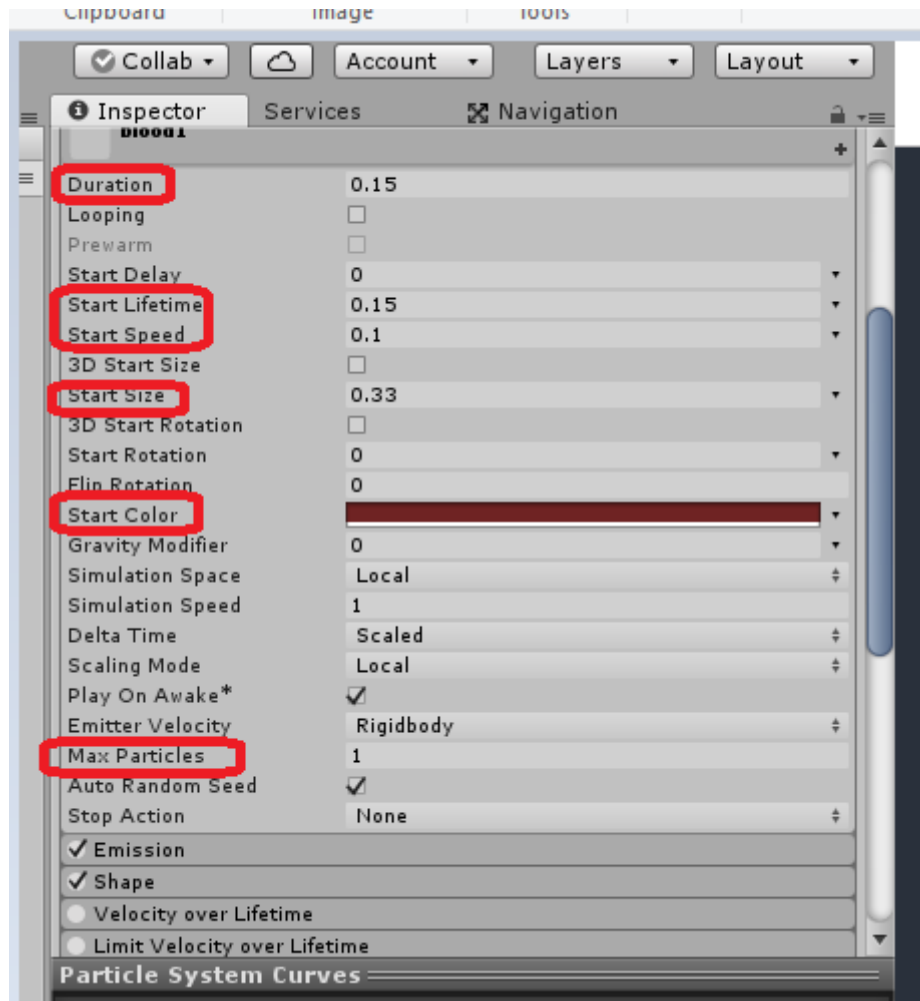 Clipboard Image Tools
Collab Account Layers Layout
Inspector Services Navigation
blood1
Duration 0.15
Looping
Prewarm
Start Delay 0
Start Lifetime 0.15
Start Speed 0.1
3D Start Size
Start Size 0.33
3D Start Rotation
Start Rotation 0
Flip Rotation 0
Start Color
Gravity Modifier 0
Simulation Space Local
Simulation Speed 1
Delta Time Scaled
Scaling Mode Local
Play On Awake*
Emitter Velocity Rigidbody
Max Particles 1
Auto Random Seed
Stop Action None
Emission
Shape
Velocity over Lifetime
Limit Velocity over Lifetime
Particle System Curves